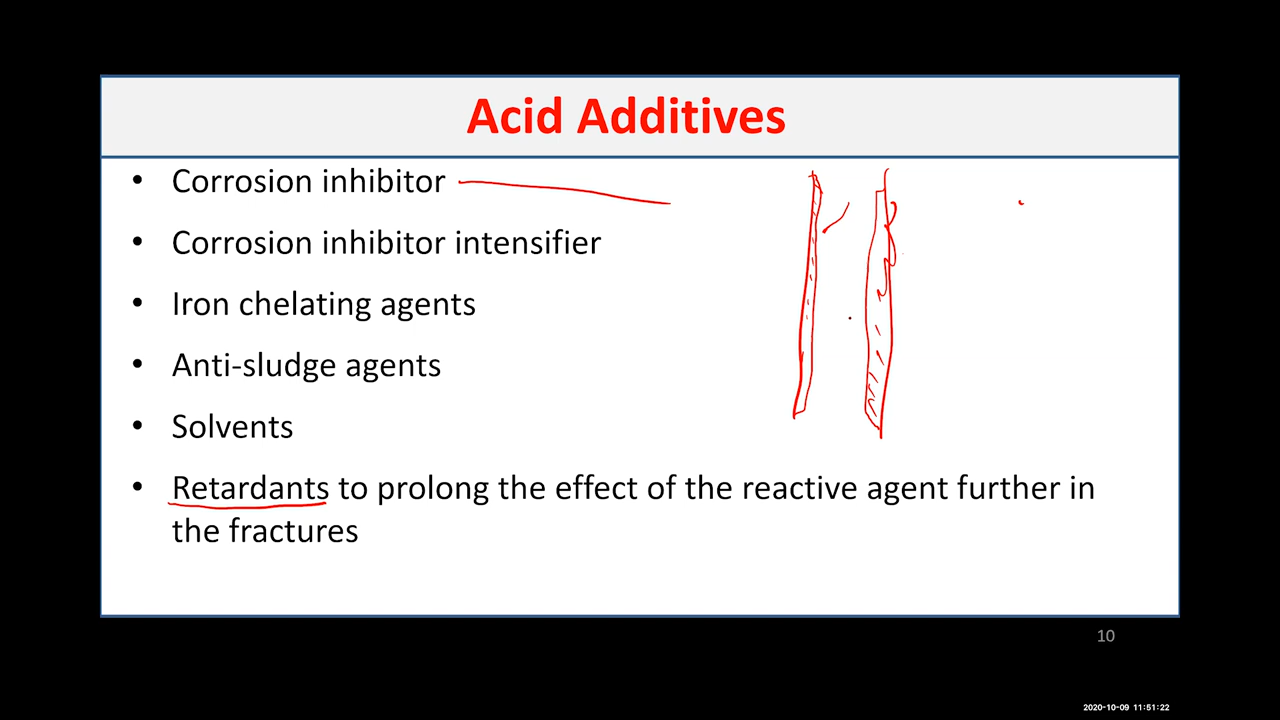 Acid Additives
• Corrosion inhibitor
• Corrosion inhibitor intensifier
• Iron chelating agents
• Anti-sludge agents
• Solvents
• Retardants to prolong the effect of the reactive agent further in
the fractures
10
2020-10-09 11:51:22